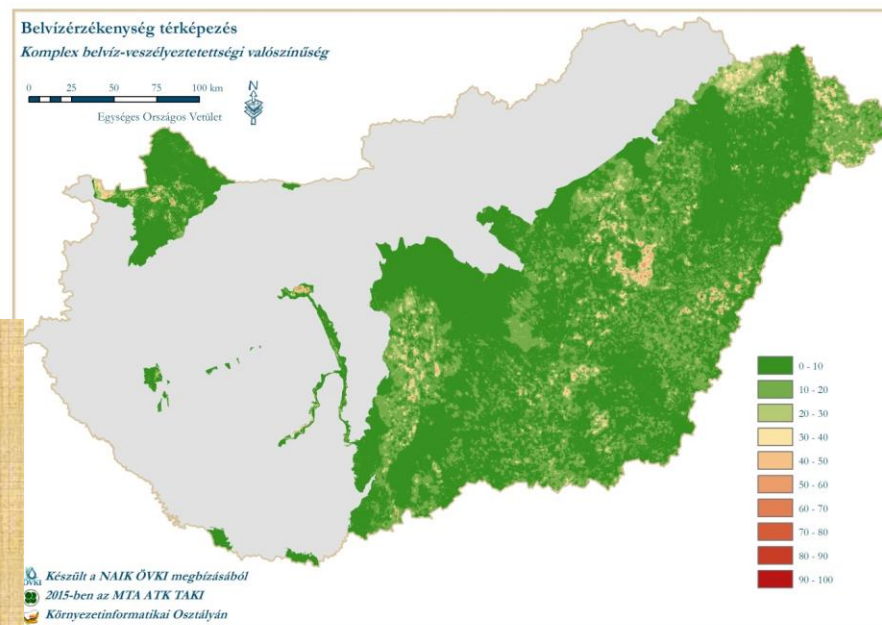 Belvízérzékenység térképezés
Komplex belvíz-veszélyeztetettségi valószínűség
0 25 50 75 100 km
N
Egységes Országos Vetület
0 - 10
10 - 20
20 - 30
30 - 40
40 - 50
50 - 60
60 - 70
70 - 80
80 - 90
90 - 100
ÖVKI
Készült a NAIK ÖVKI megbízásából
2015-ben az MTA ATK TAKI
Környezetinformatikai Osztályán